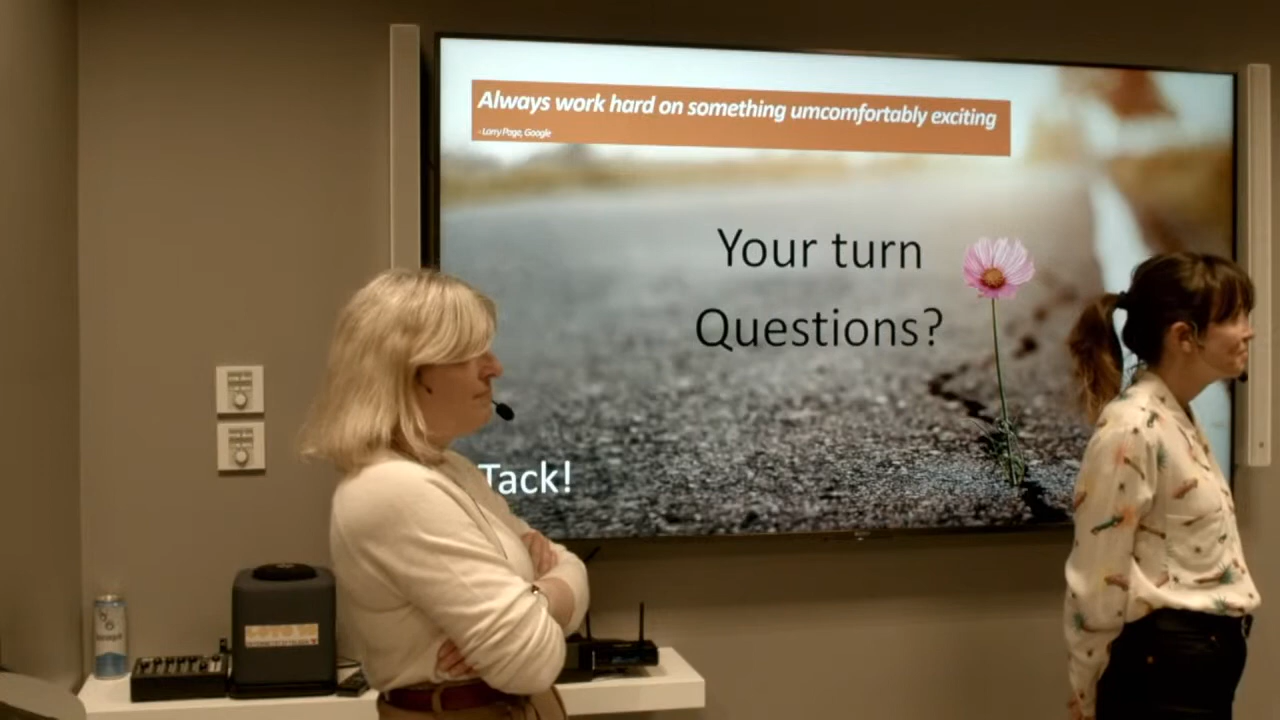 Always work hard on something umcomfortably exciting
- Larry Page, Google
Your turn
Questions?
Tack!